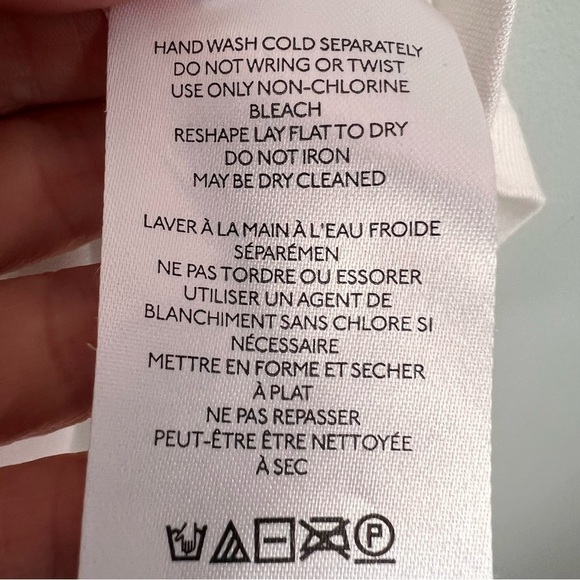 HAND WASH COLD SEPARATELY
DO NOT WRING OR TWIST
USE ONLY NON-CHLORINE
BLEACH
RESHAPE LAY FLAT TO DRY
DO NOT IRON
MAY BE DRY CLEANED
LAVER À LA MAIN À L'EAU FROIDE
SÉPARÉMEN
NE PAS TORDRE OU ESSORER
UTILISER UN AGENT DE
BLANCHIMENT SANS CHLORE SI
NÉCESSAIRE
METTRE EN FORME ET SECHER
À PLAT
NE PAS REPASSER
PEUT-ÊTRE ÊTRE NETTOYÉE
À SEC
P